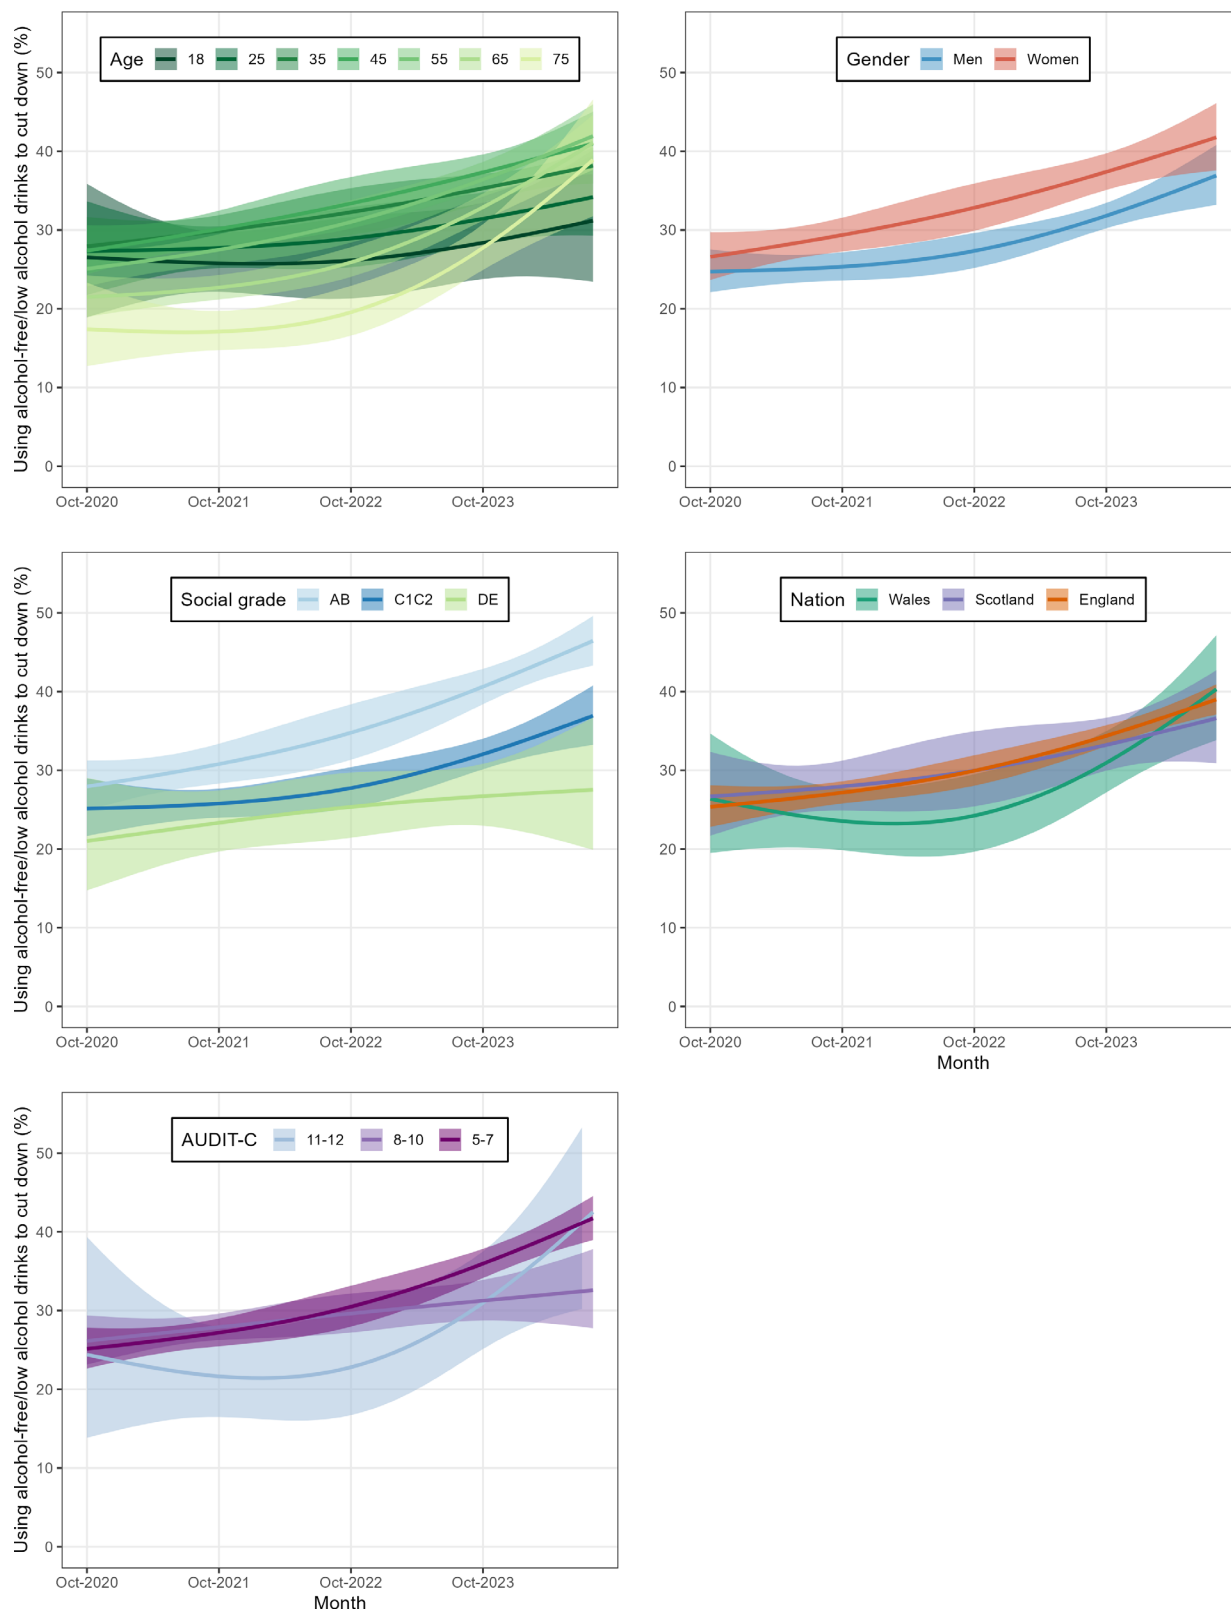 Age 18 25 35 45 55 65 75
Using alcohol-free/low alcohol drinks to cut down (%)
50
40
30
20
10
0
Oct-2020 Oct-2021 Oct-2022 Oct-2023
Gender Men Women
50
40
30
20
10
0
Oct-2020 Oct-2021 Oct-2022 Oct-2023
Social grade AB C1C2 DE
Using alcohol-free/low alcohol drinks to cut down (%)
50
40
30
20
10
0
Oct-2020 Oct-2021 Oct-2022 Oct-2023
Nation Wales Scotland England
50
40
30
20
10
0
Oct-2020 Oct-2021 Oct-2022 Oct-2023
Month
AUDIT-C 11-12 8-10 5-7
Using alcohol-free/low alcohol drinks to cut down (%)
50
40
30
20
10
0
Oct-2020 Oct-2021 Oct-2022 Oct-2023
Month